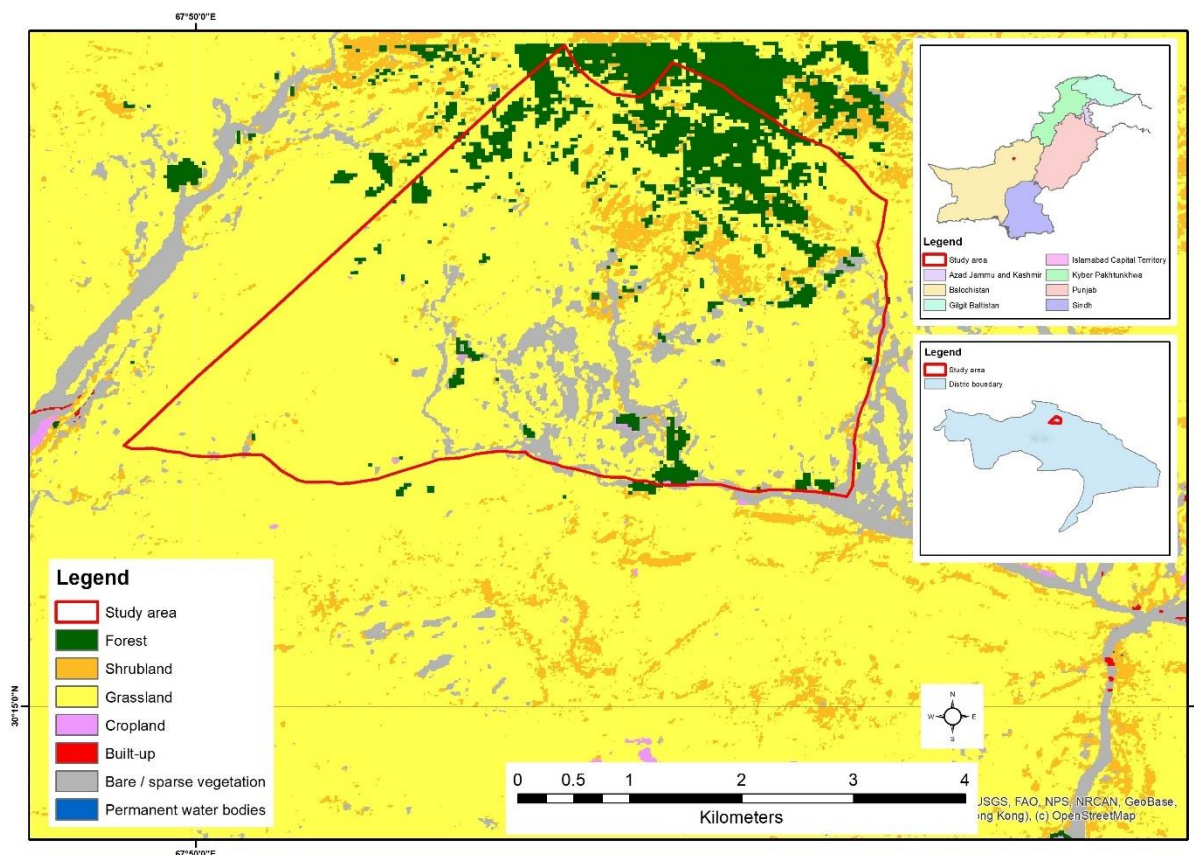 67°50'0"E
Legend
Study area
Azad Jammu and Kashmir
Balochistan
Gilgit Baltistan
Islamabad Capital Territory
Kyber Pakhtunkhwa
Punjab
Sindh
Legend
Study area
Distric boundary
Legend
Study area
Forest
Shrubland
Grassland
Cropland
Built-up
Bare / sparse vegetation
Permanent water bodies
30°15'0"N
N
W E
S
0 0.5 1 2 3 4
Kilometers
USGS, FAO, NPS, NRCAN, GeoBase,
ong Kong), (c) OpenStreetMap
67°50'0"E